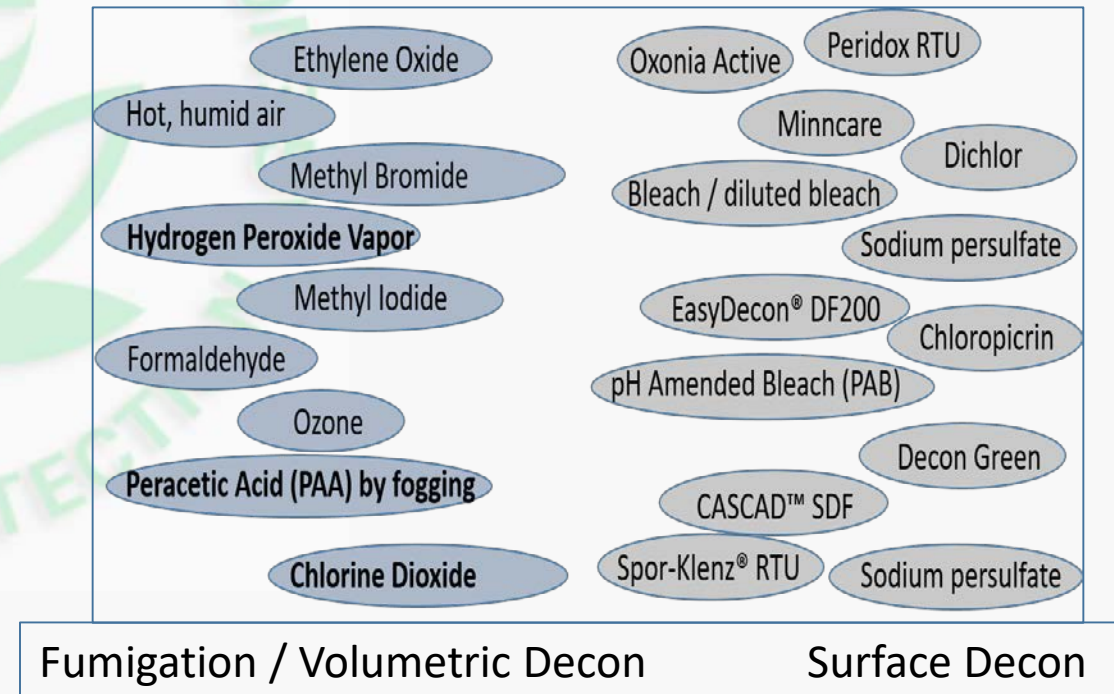 Ethylene Oxide
Hot, humid air
Methyl Bromide
Hydrogen Peroxide Vapor
Methyl Iodide
Formaldehyde
Ozone
Peracetic Acid (PAA) by fogging
Chlorine Dioxide
Peridox RTU
Oxonia Active
Minncare
Dichlor
Bleach / diluted bleach
Sodium persulfate
EasyDecon® DF200
Chloropicrin
pH Amended Bleach (PAB)
Decon Green
CASCAD™ SDF
Spor-Klenz® RTU
Sodium persulfate
Fumigation / Volumetric Decon
Surface Decon